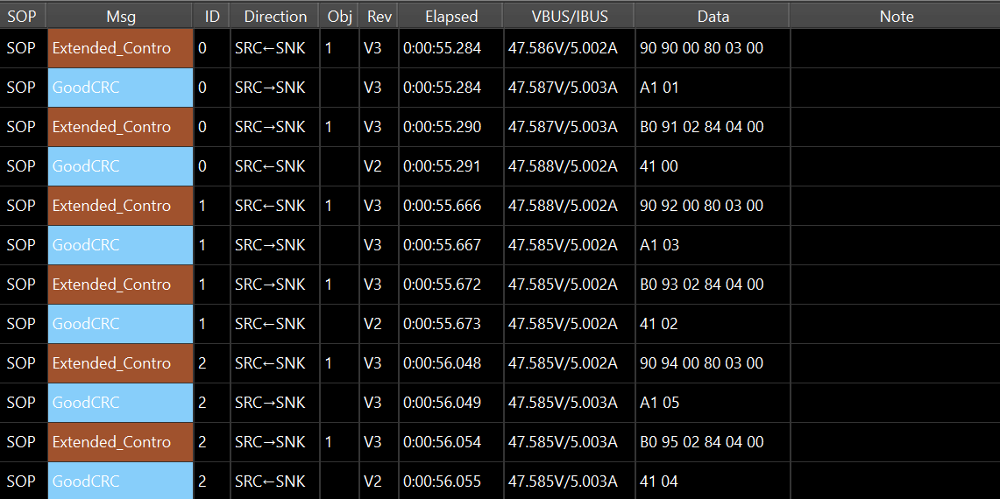 SOP Msg ID Direction Obj Rev Elapsed VBUS/IBUS Data Note
SOP Extended_Contro 0 SRC←SNK 1 V3 0:00:55.284 47.586V/5.002A 90 90 00 80 03 00
SOP GoodCRC 0 SRC→SNK V3 0:00:55.284 47.587V/5.003A A1 01
SOP Extended_Contro 0 SRC→SNK 1 V3 0:00:55.290 47.587V/5.003A B0 91 02 84 04 00
SOP GoodCRC 0 SRC←SNK V2 0:00:55.291 47.588V/5.002A 41 00
SOP Extended_Contro 1 SRC←SNK 1 V3 0:00:55.666 47.588V/5.002A 90 92 00 80 03 00
SOP GoodCRC 1 SRC→SNK V3 0:00:55.667 47.585V/5.002A A1 03
SOP Extended_Contro 1 SRC→SNK 1 V3 0:00:55.672 47.585V/5.002A B0 93 02 84 04 00
SOP GoodCRC 1 SRC←SNK V2 0:00:55.673 47.585V/5.002A 41 02
SOP Extended_Contro 2 SRC←SNK 1 V3 0:00:56.048 47.585V/5.002A 90 94 00 80 03 00
SOP GoodCRC 2 SRC→SNK V3 0:00:56.049 47.585V/5.003A A1 05
SOP Extended_Contro 2 SRC→SNK 1 V3 0:00:56.054 47.585V/5.003A B0 95 02 84 04 00
SOP GoodCRC 2 SRC←SNK V2 0:00:56.055 47.585V/5.003A 41 04